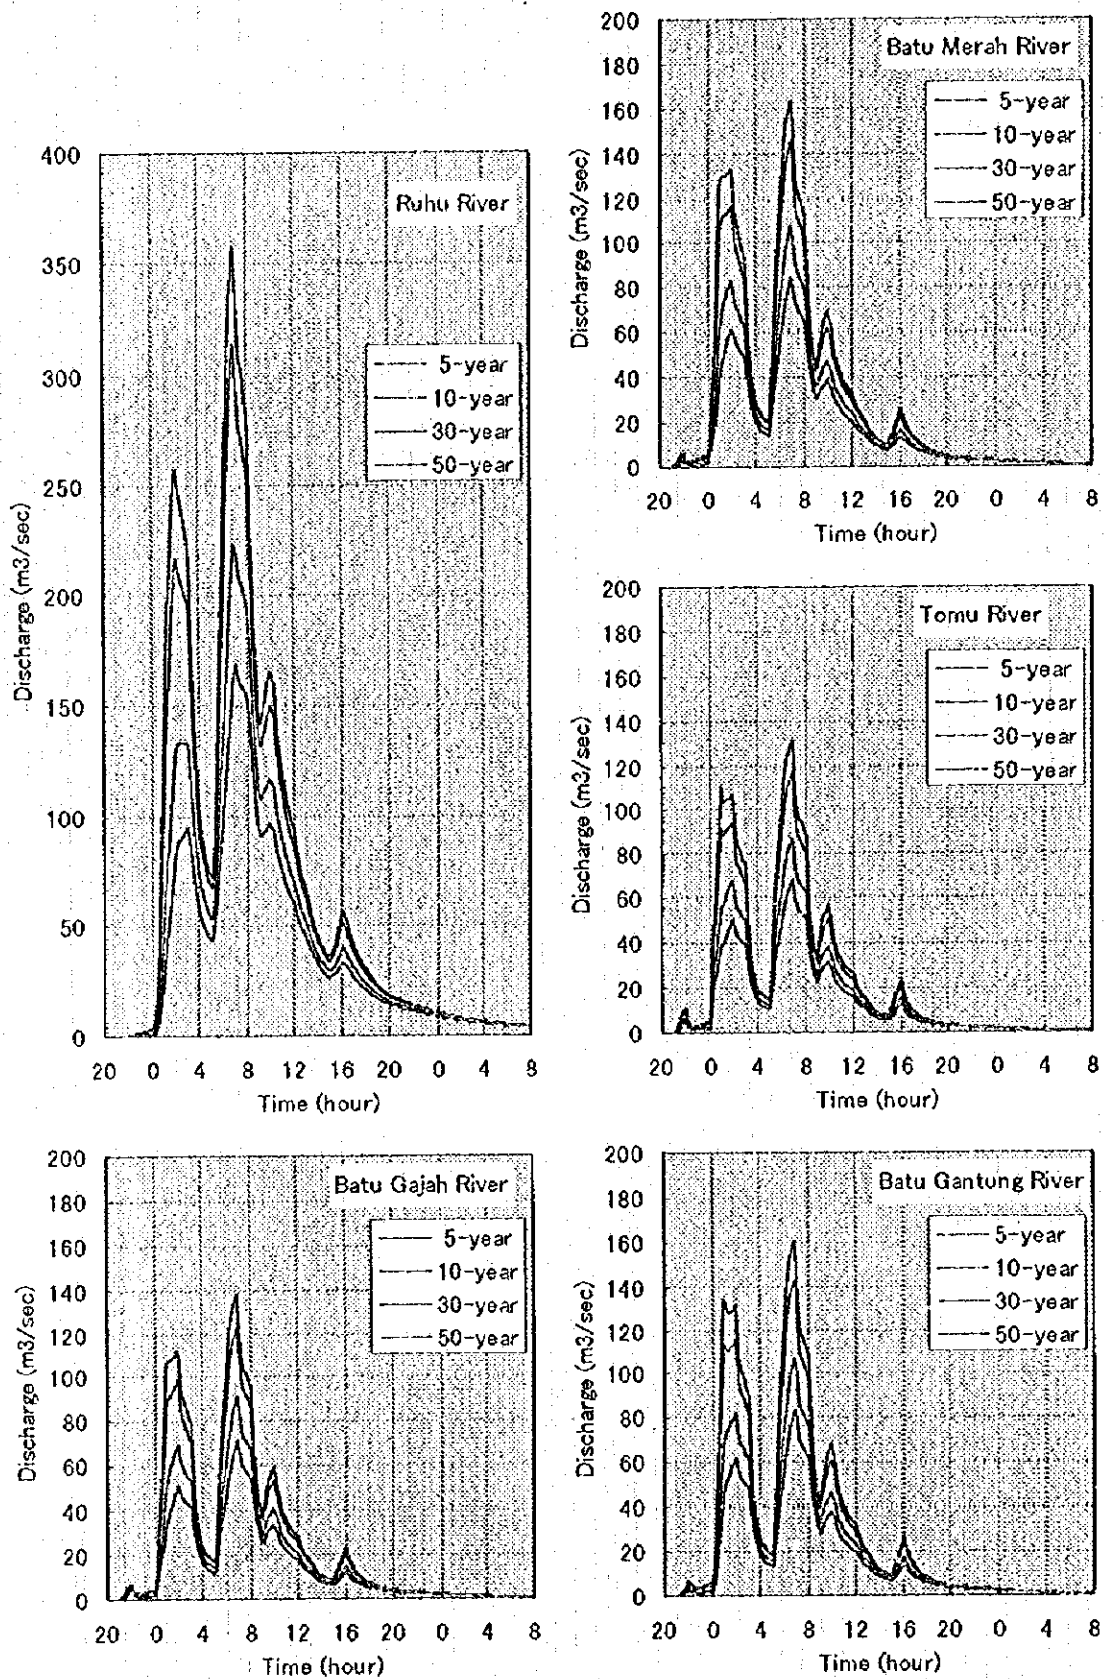 Ruhu River
Discharge (m3/sec)
400
350
300
250
200
150
100
50
0
5-year
10-year
30-year
50-year
20 0 4 8 12 16 20 0 4 8
Time (hour)
Batu Merah River
Discharge (m3/sec)
200
180
160
140
120
100
80
60
40
20
0
5-year
10-year
30-year
50-year
20 0 4 8 12 16 20 0 4 8
Time (hour)
Tomu River
Discharge (m3/sec)
200
180
160
140
120
100
80
60
40
20
0
5-year
10-year
30-year
50-year
20 0 4 8 12 16 20 0 4 8
Time (hour)
Batu Gajah River
Discharge (m3/sec)
200
180
160
140
120
100
80
60
40
20
0
5-year
10-year
30-year
50-year
20 0 4 8 12 16 20 0 4 8
Time (hour)
Batu Gantung River
Discharge (m3/sec)
200
180
160
140
120
100
80
60
40
20
0
5-year
10-year
30-year
50-year
20 0 4 8 12 16 20 0 4 8
Time (hour)